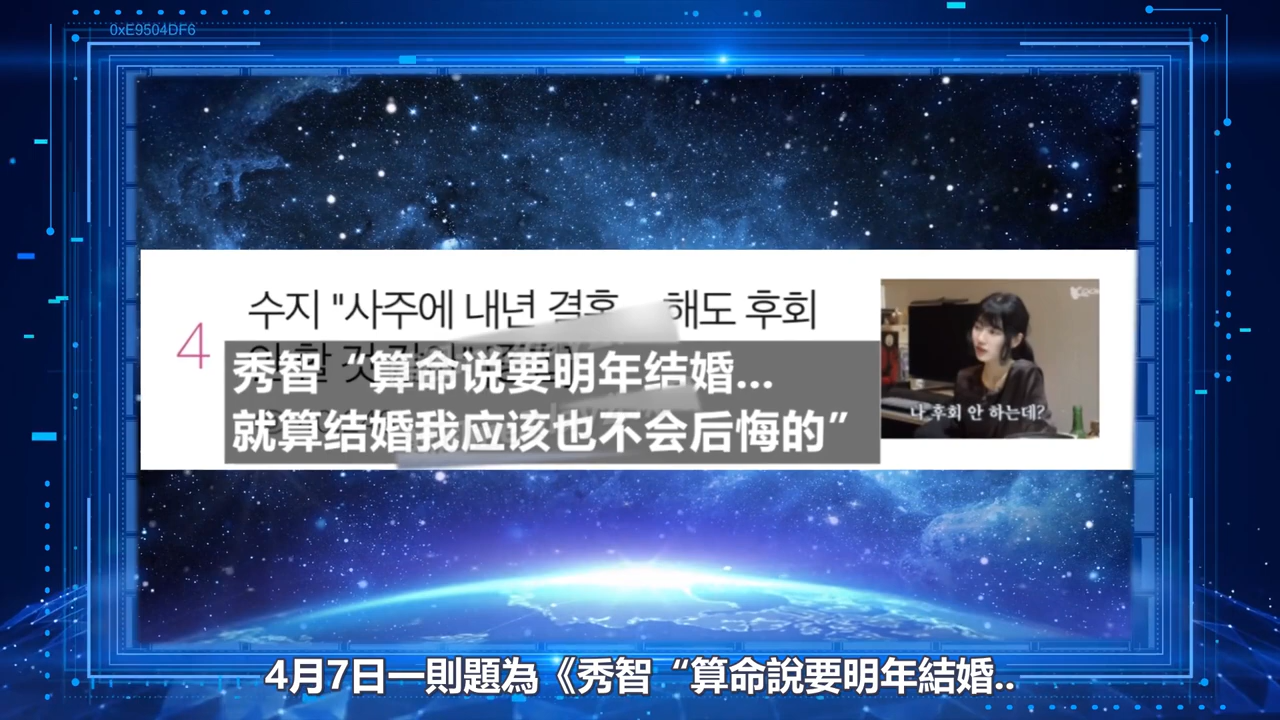 0xE9504DF6
4
수지 "사주에 내년 결혼 해도 후회
秀智“算命说要明年结婚...
就算结婚我应该也不会后悔的”
나 후회 안 하는데?
4月7日一則題為《秀智“算命說要明年結婚..